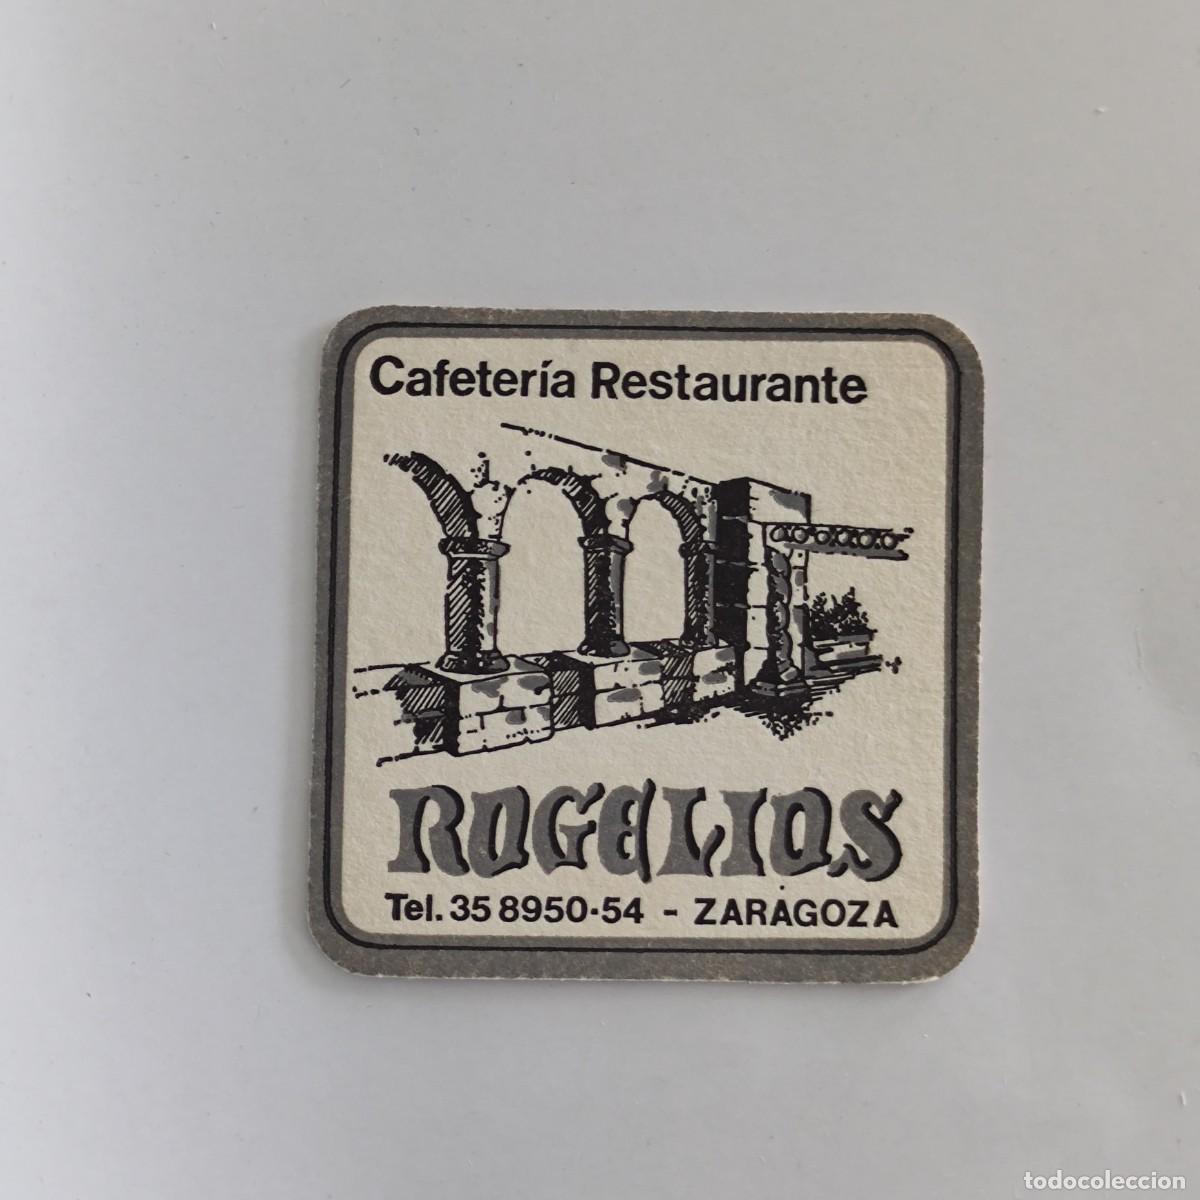 Cafetería Restaurante
ROGELIOS
Tel. 35 8950·54 - ZARAGOZA
todocoleccion